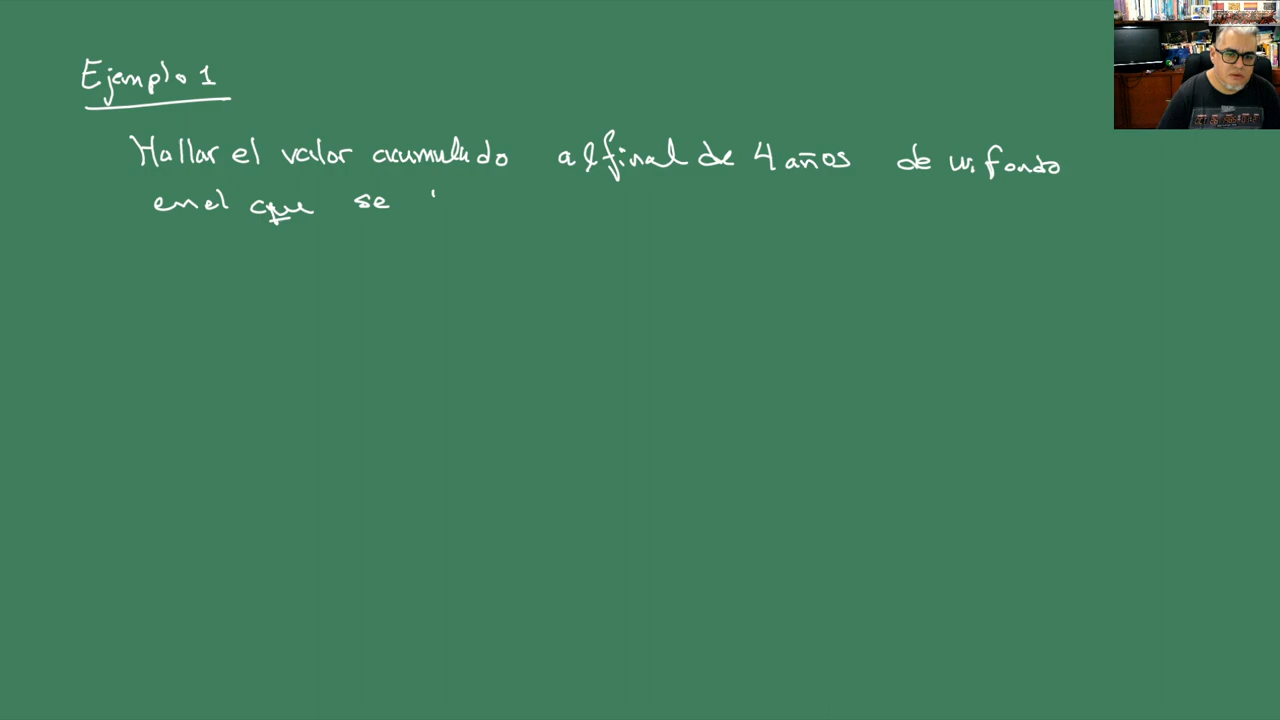 Ejemplo 1
Hallar el valor acumulado al final de 4 años de un fondo
en el que se